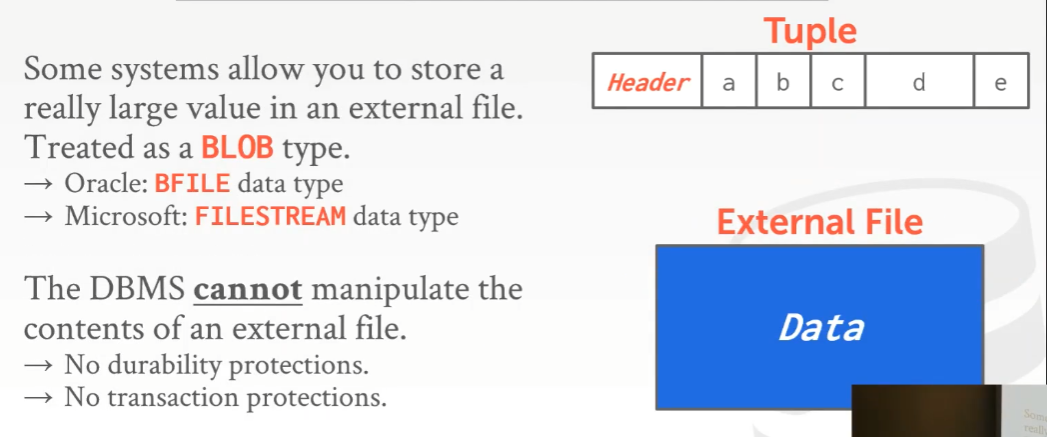 Some systems allow you to store a
really large value in an external file.
Treated as a BLOB type.
→ Oracle: BFILE data type
→ Microsoft: FILESTREAM data type
The DBMS cannot manipulate the
contents of an external file.
→ No durability protections.
→ No transaction protections.
Tuple
Header a b c d e
External File
Data
Some
really